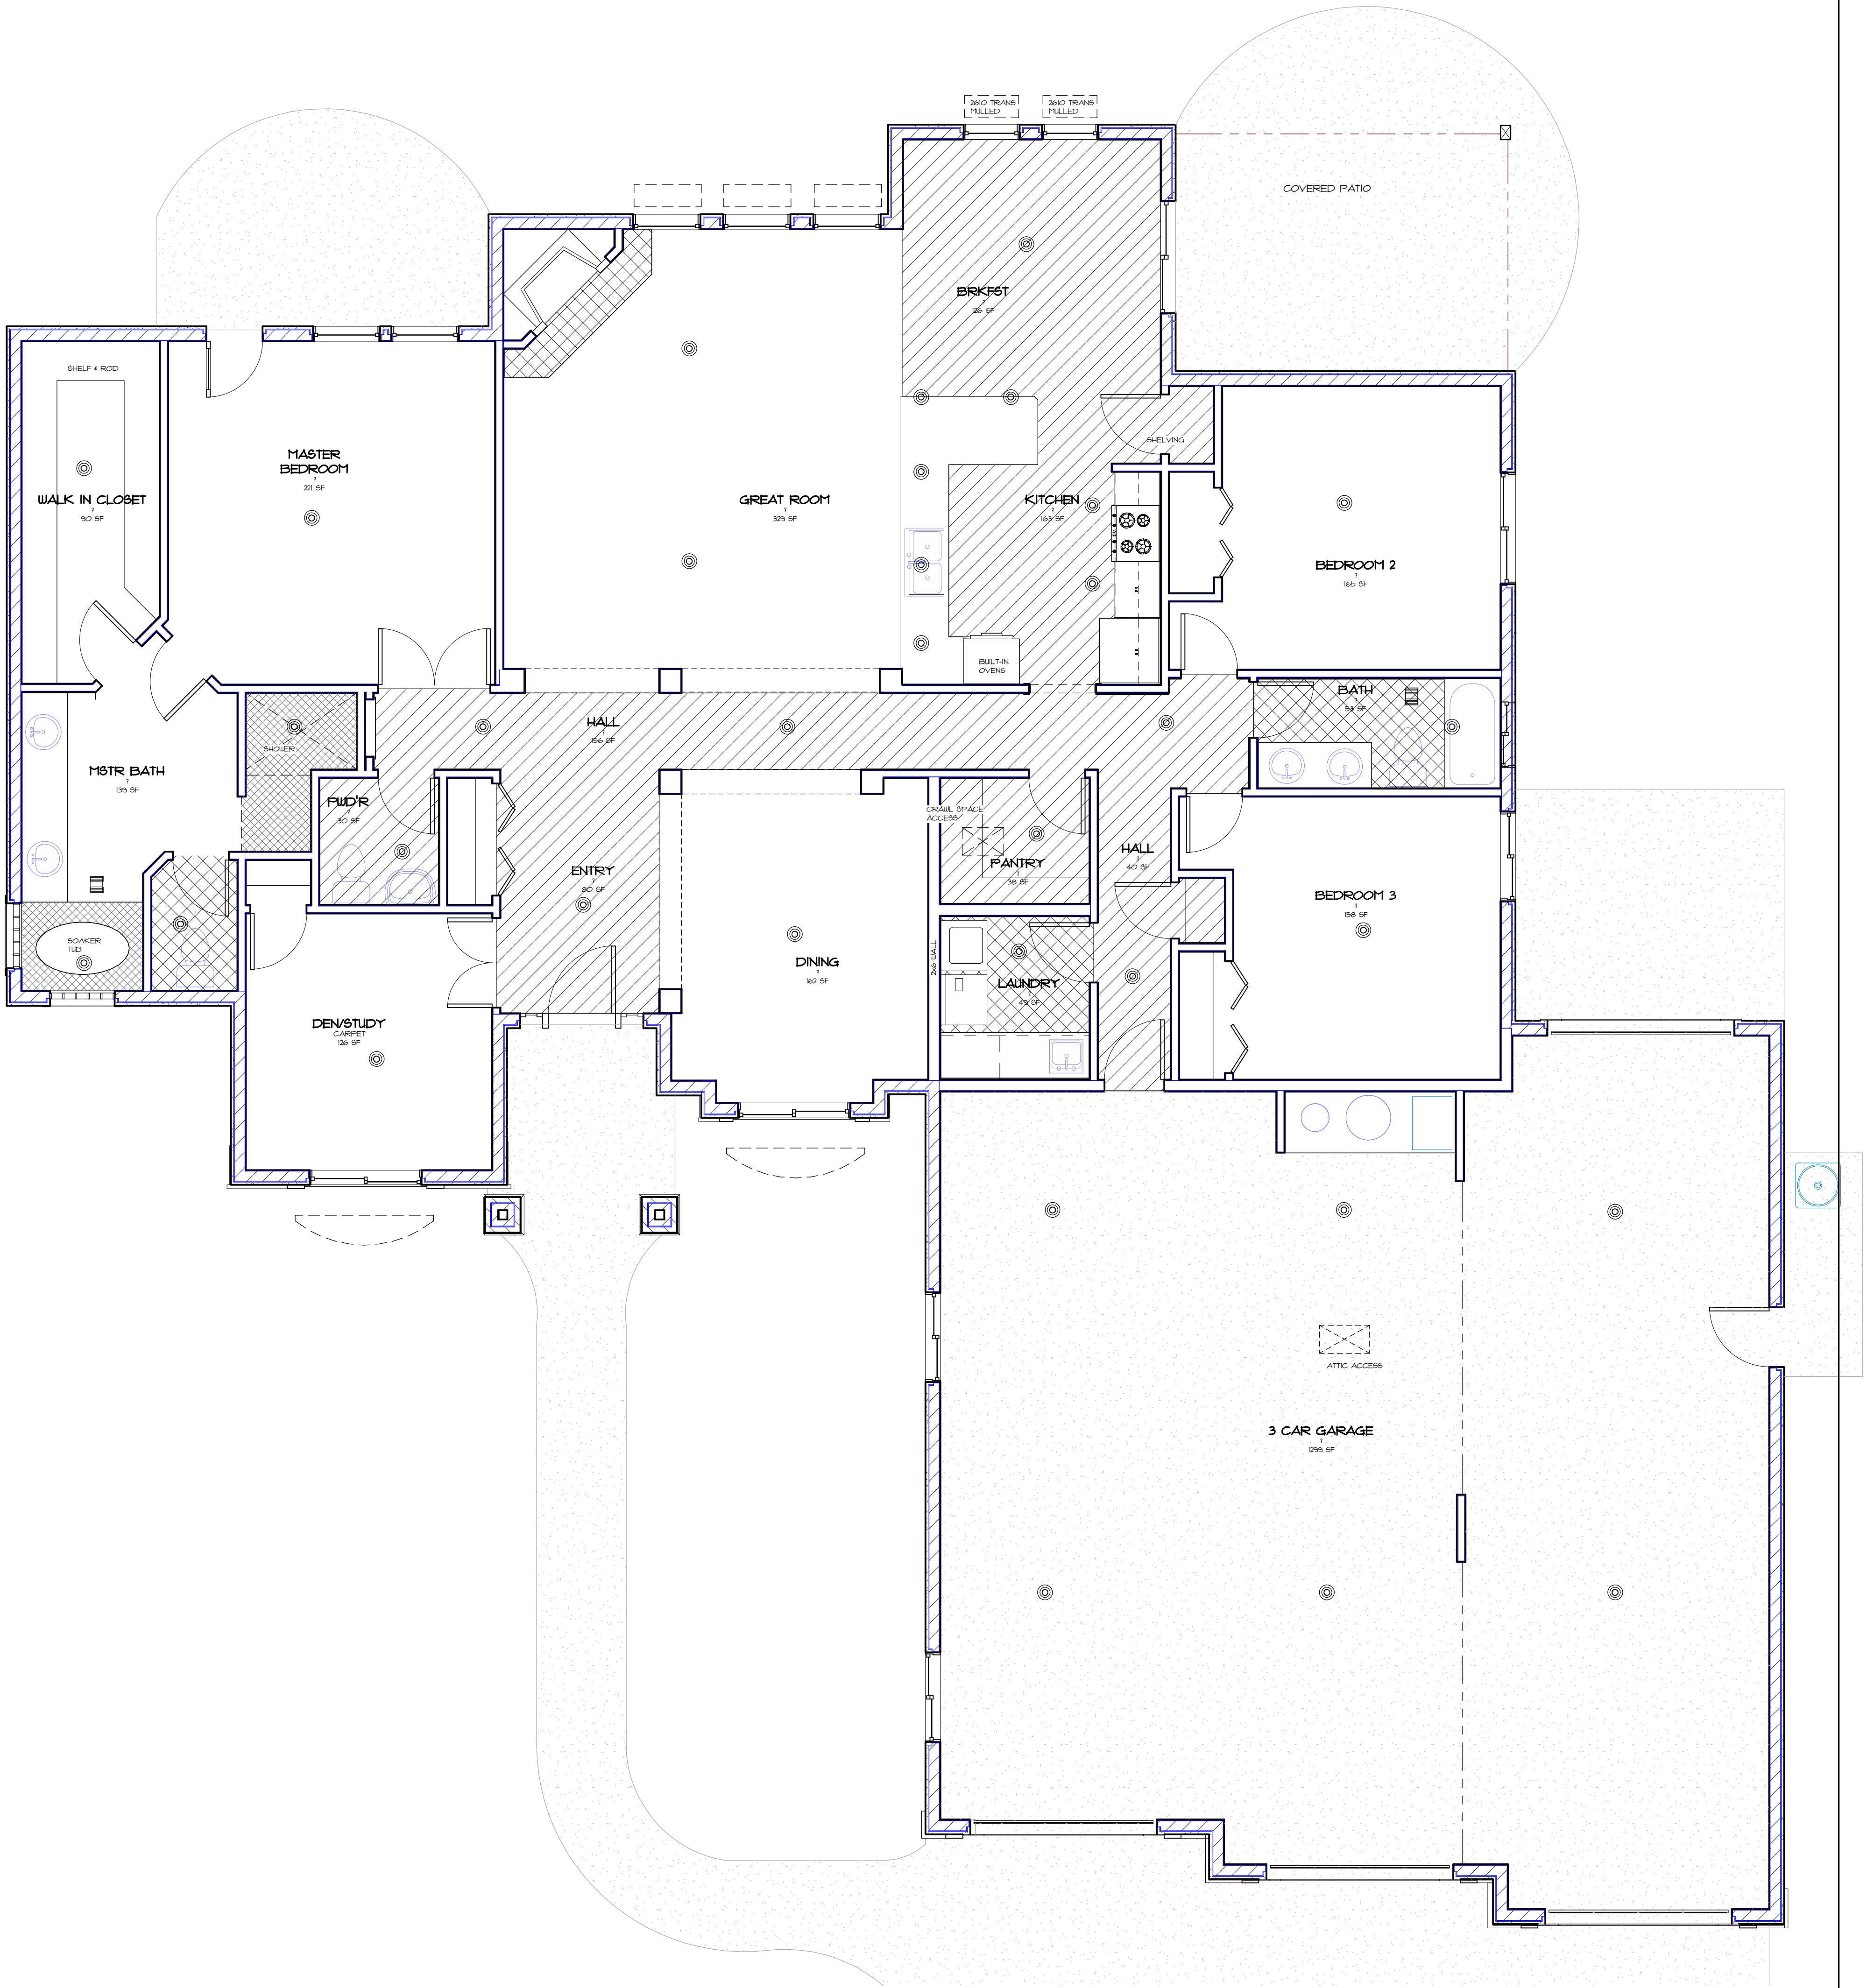 2610 TRANS
MULLED
2610 TRANS
MULLED
COVERED PATIO
BRKFST
?
126 SF
SHELF & ROD
MASTER
BEDROOM
?
221 SF
WALK IN CLOSET
?
90 SF
GREAT ROOM
?
329 SF
KITCHEN
?
163 SF
SHELVING
BEDROOM 2
?
165 SF
BUILT-IN
OVENS
BATH
?
53 SF
HALL
?
156 SF
SHOWER
MSTR BATH
?
139 SF
PWD'R
?
30 SF
CRAWL SPACE
ACCESS
PANTRY
?
38 SF
HALL
?
40 SF
ENTRY
?
80 SF
BEDROOM 3
?
158 SF
SOAKER
TUB
DINING
?
162 SF
2x6 WALL
LAUNDRY
?
49 SF
DEN/STUDY
CARPET
126 SF
ATTIC ACCESS
3 CAR GARAGE
?
1299 SF